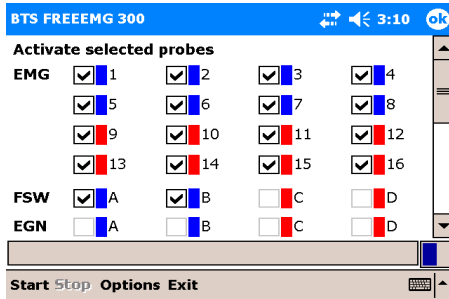 BTS FREEEMG 300 3:10 ok
Activate selected probes
EMG 1 2 3 4
5 6 7 8
9 10 11 12
13 14 15 16
FSW A B C D
EGN A B C D
Start Stop Options Exit